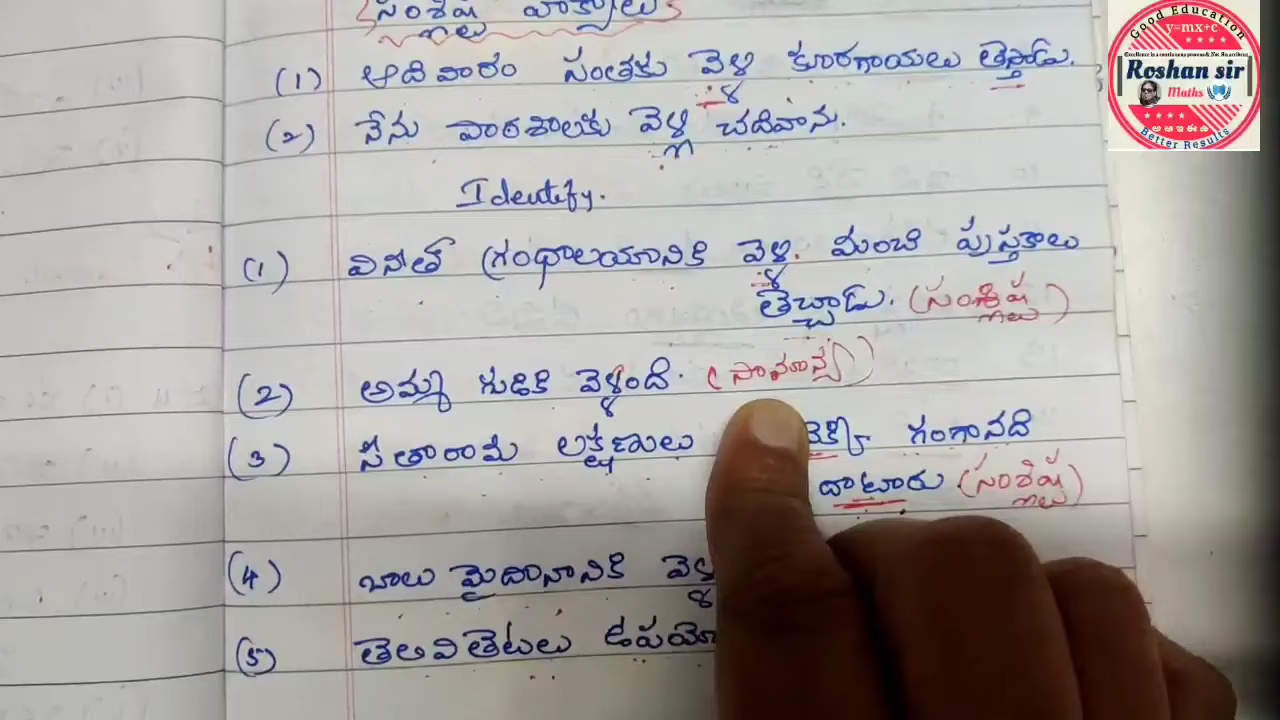 సంశ్లిష్ట వాక్యాలు
(1) ఆదివారం సంతకు వెళ్ళి కూరగాయలు తెస్తాడు.
(2) నేను పాఠశాలకు వెళ్ళి చదివాను.
Identify.
(1) వినీత్ గ్రంథాలయానికి వెళ్ళి మంచి పుస్తకాలు
తెచ్చాడు. (సంశ్లిష్ట)
(2) అమ్మ గుడికి వెళ్ళింది. (సామాన్య)
(3) సీతారామ లక్ష్మణులు గంగానది
దాటారు (సంశ్లిష్ట)
(4) బాలు మైదానానికి వెళ్ళి
(5) తెలివితేటలు
Good Education
y=mx+c
Roshan sir
Maths
అ ఆ ఇ ఈ ఉ
Better Results